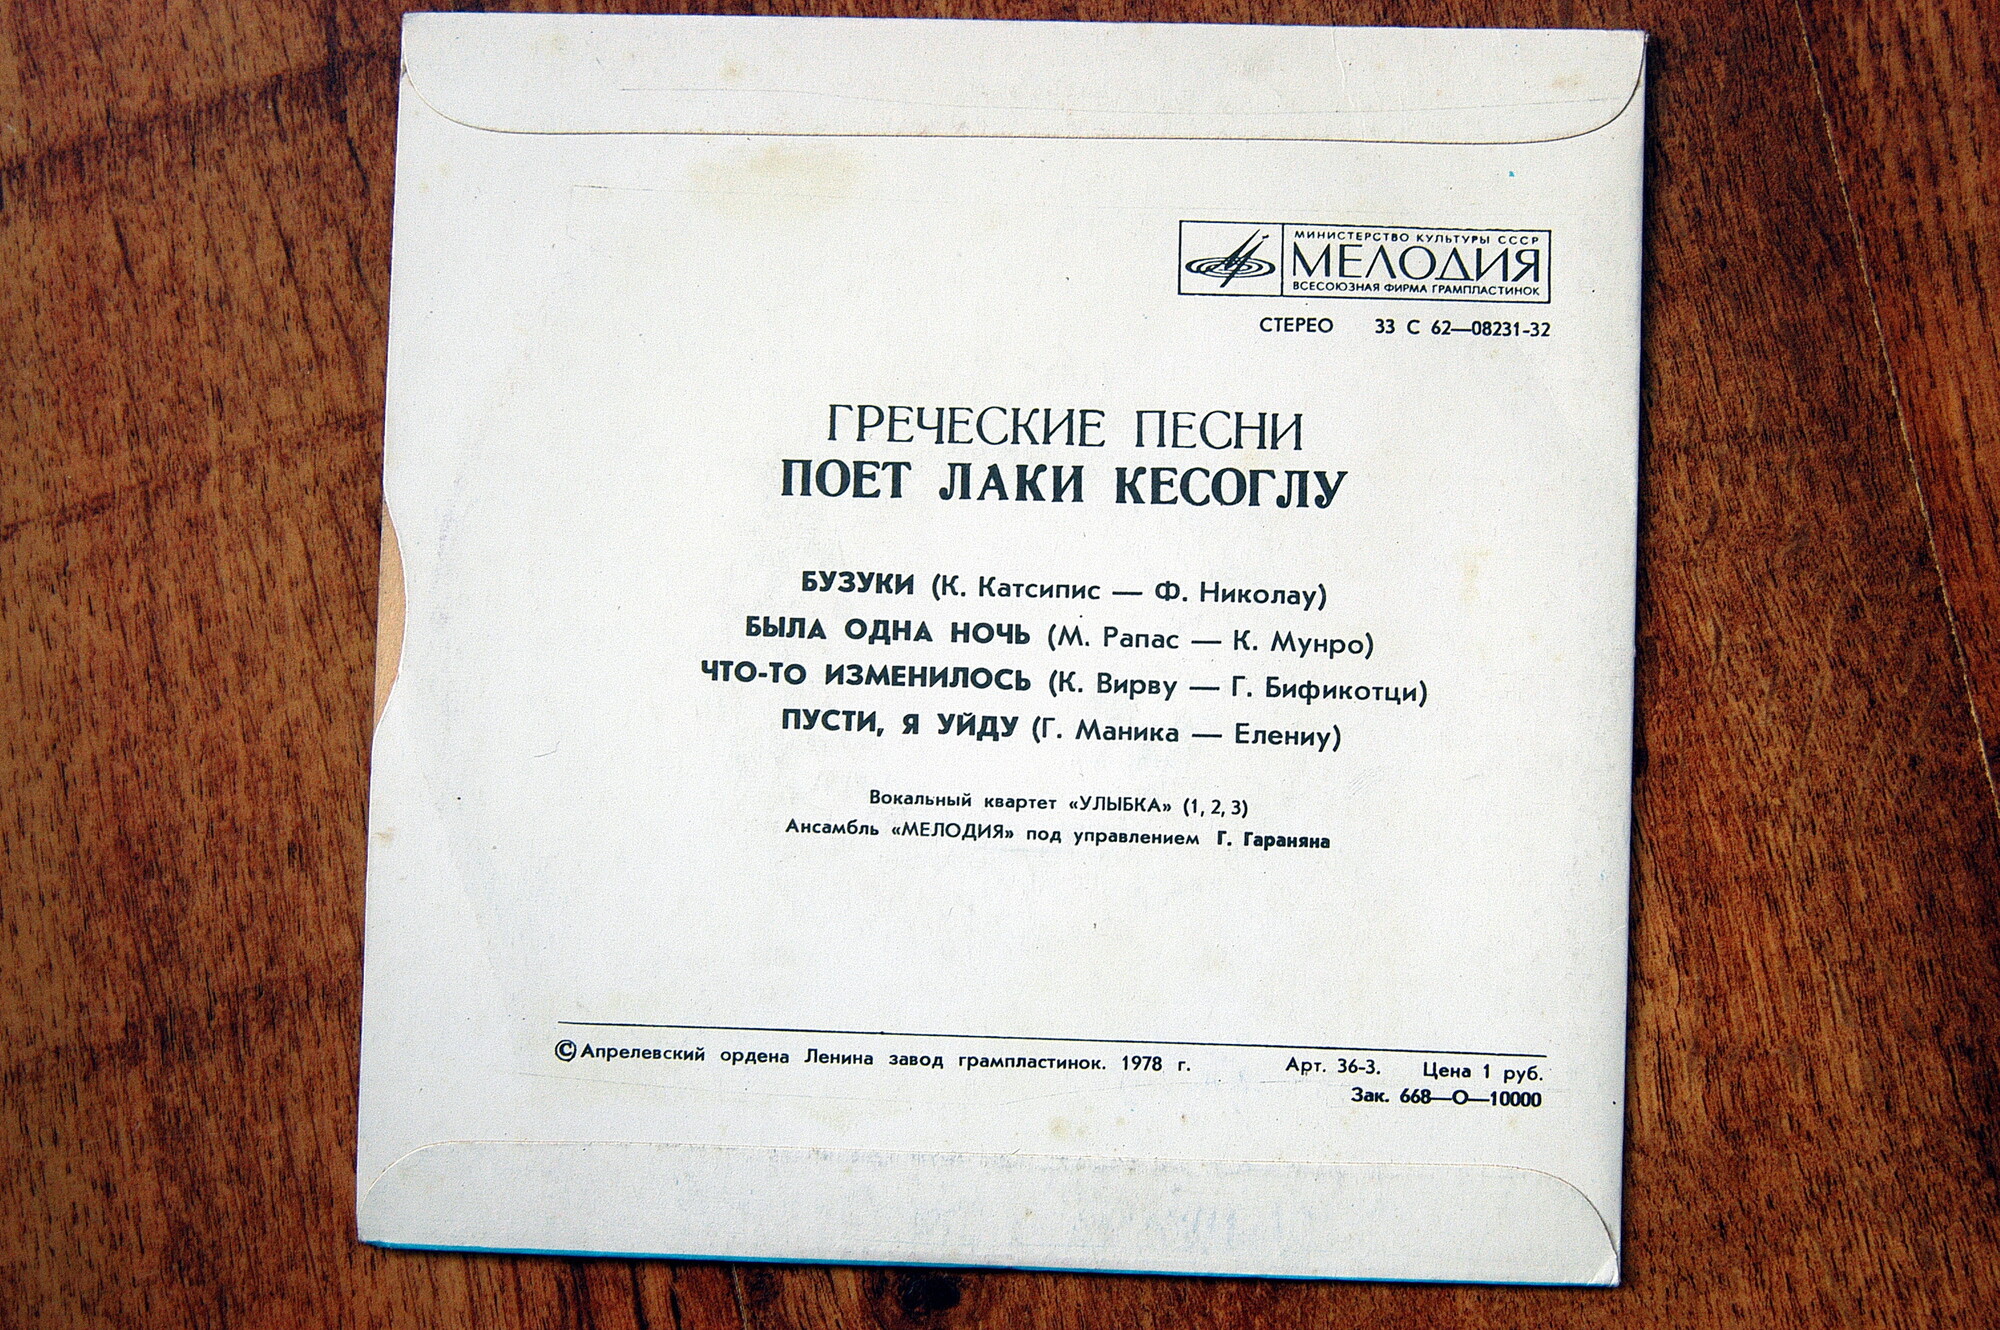 МИНИСТЕРСТВО КУЛЬТУРЫ СССР
МЕЛОДИЯ
ВСЕСОЮЗНАЯ ФИРМА ГРАМПЛАСТИНОК
СТЕРЕО 33 С 62—08231-32
ГРЕЧЕСКИЕ ПЕСНИ
ПОЕТ ЛАКИ КЕСОГЛУ
БУЗУКИ (К. Катсипис — Ф. Николау)
БЫЛА ОДНА НОЧЬ (М. Рапас — К. Мунро)
ЧТО-ТО ИЗМЕНИЛОСЬ (К. Вирву — Г. Бификотци)
ПУСТИ, Я УЙДУ (Г. Маника — Елениу)
Вокальный квартет «УЛЫБКА» (1, 2, 3)
Ансамбль «МЕЛОДИЯ» под управлением Г. Гараняна
© Апрелевский ордена Ленина завод грампластинок. 1978 г. Арт. 36-3. Цена 1 руб.
Зак. 668—О—10000